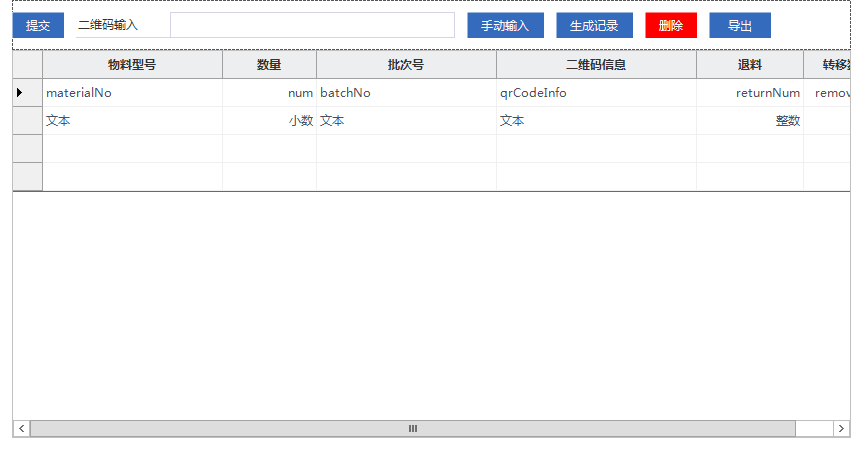 提交 二维码输入 手动输入 生成记录 删除 导出
物料型号 数量 批次号 二维码信息 退料 转移
materialNo num batchNo qrCodeInfo returnNum remov
文本 小数 文本 文本 整数